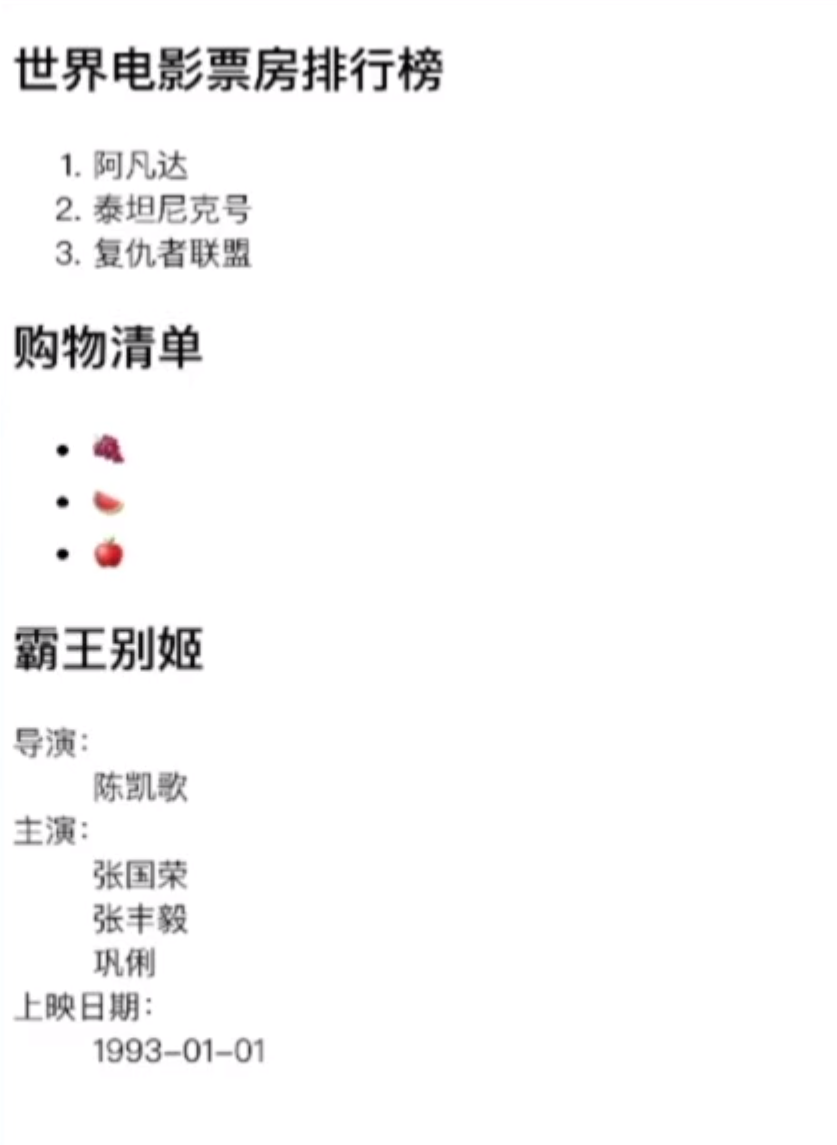 世界电影票房排行榜
1. 阿凡达
2. 泰坦尼克号
3. 复仇者联盟
购物清单
• 🍇
• 🍉
• 🍎
霸王别姬
导演：
陈凯歌
主演：
张国荣
张丰毅
巩俐
上映日期：
1993-01-01